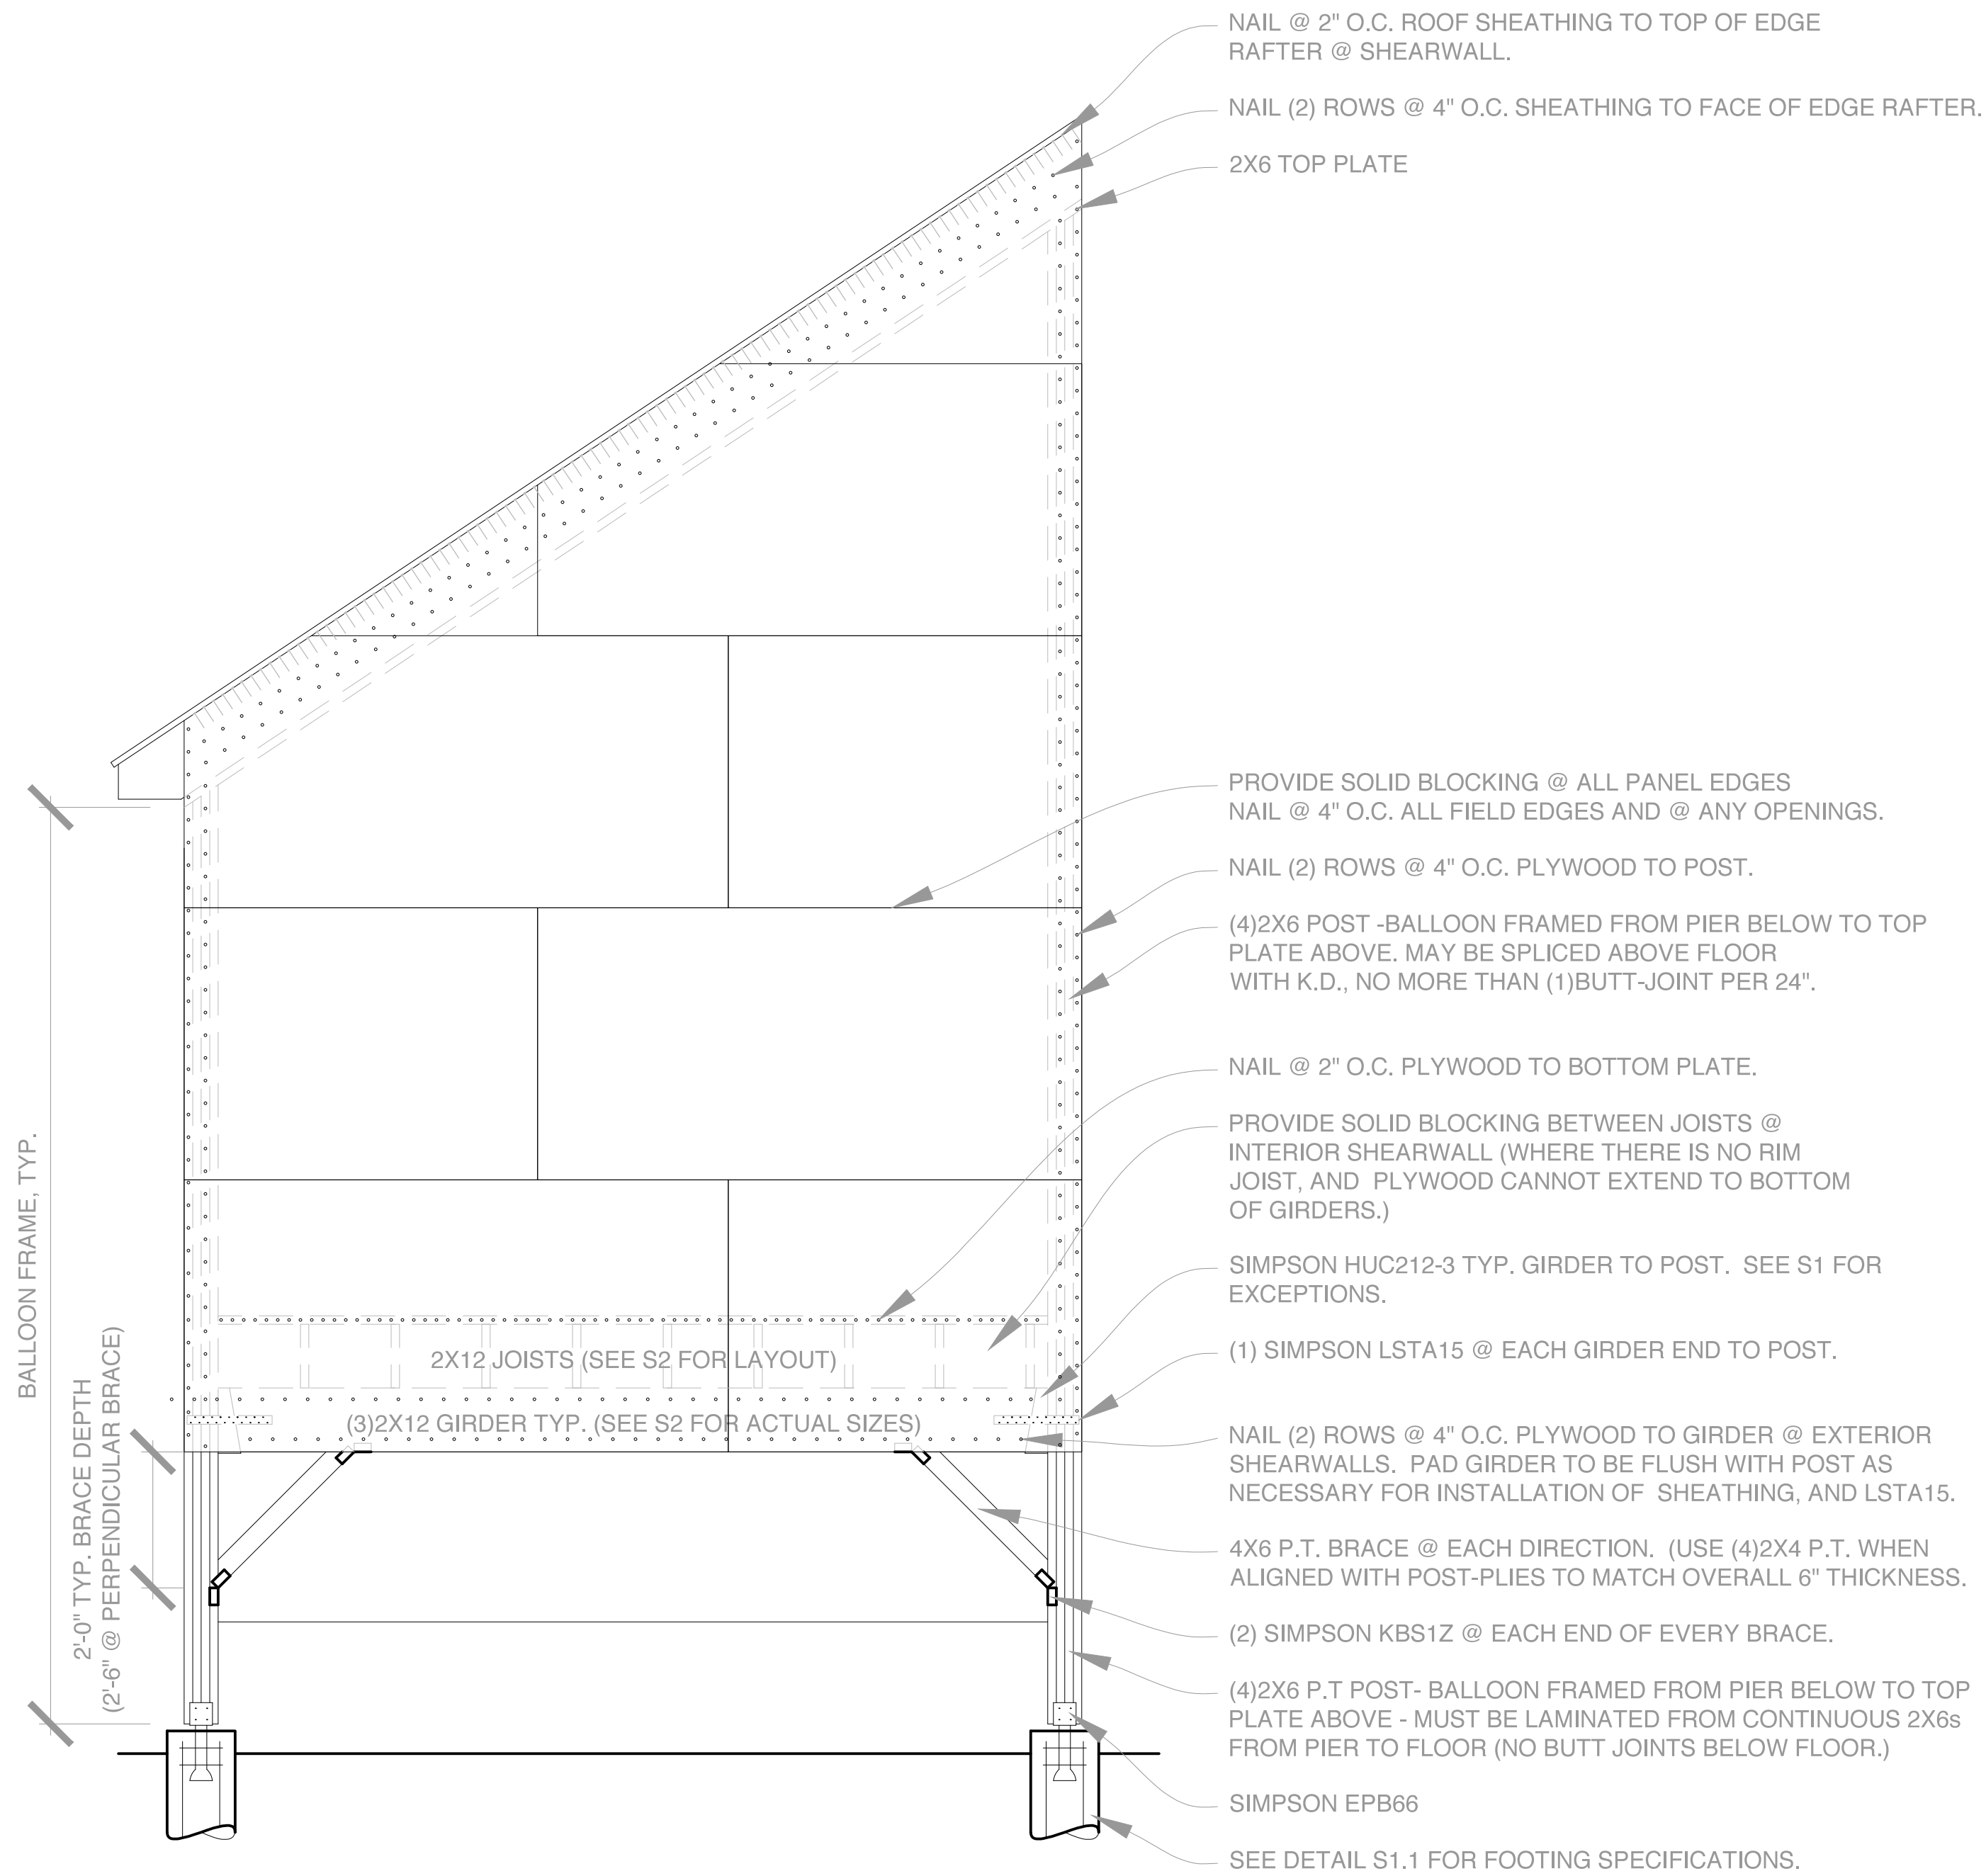 NAIL @ 2" O.C. ROOF SHEATHING TO TOP OF EDGE
RAFTER @ SHEARWALL.
NAIL (2) ROWS @ 4" O.C. SHEATHING TO FACE OF EDGE RAFTER.
2X6 TOP PLATE
PROVIDE SOLID BLOCKING @ ALL PANEL EDGES
NAIL @ 4" O.C. ALL FIELD EDGES AND @ ANY OPENINGS.
NAIL (2) ROWS @ 4" O.C. PLYWOOD TO POST.
(4)2X6 POST -BALLOON FRAMED FROM PIER BELOW TO TOP
PLATE ABOVE. MAY BE SPLICED ABOVE FLOOR
WITH K.D., NO MORE THAN (1)BUTT-JOINT PER 24".
NAIL @ 2" O.C. PLYWOOD TO BOTTOM PLATE.
PROVIDE SOLID BLOCKING BETWEEN JOISTS @
INTERIOR SHEARWALL (WHERE THERE IS NO RIM
JOIST, AND PLYWOOD CANNOT EXTEND TO BOTTOM
OF GIRDERS.)
SIMPSON HUC212-3 TYP. GIRDER TO POST. SEE S1 FOR
EXCEPTIONS.
(1) SIMPSON LSTA15 @ EACH GIRDER END TO POST.
NAIL (2) ROWS @ 4" O.C. PLYWOOD TO GIRDER @ EXTERIOR
SHEARWALLS. PAD GIRDER TO BE FLUSH WITH POST AS
NECESSARY FOR INSTALLATION OF SHEATHING, AND LSTA15.
4X6 P.T. BRACE @ EACH DIRECTION. (USE (4)2X4 P.T. WHEN
ALIGNED WITH POST-PLIES TO MATCH OVERALL 6" THICKNESS.
(2) SIMPSON KBS1Z @ EACH END OF EVERY BRACE.
(4)2X6 P.T POST- BALLOON FRAMED FROM PIER BELOW TO TOP
PLATE ABOVE - MUST BE LAMINATED FROM CONTINUOUS 2X6s
FROM PIER TO FLOOR (NO BUTT JOINTS BELOW FLOOR.)
SIMPSON EPB66
SEE DETAIL S1.1 FOR FOOTING SPECIFICATIONS.
2X12 JOISTS (SEE S2 FOR LAYOUT)
(3)2X12 GIRDER TYP. (SEE S2 FOR ACTUAL SIZES)
BALLOON FRAME, TYP.
2'-0" TYP. BRACE DEPTH
(2'-6" @ PERPENDICULAR BRACE)